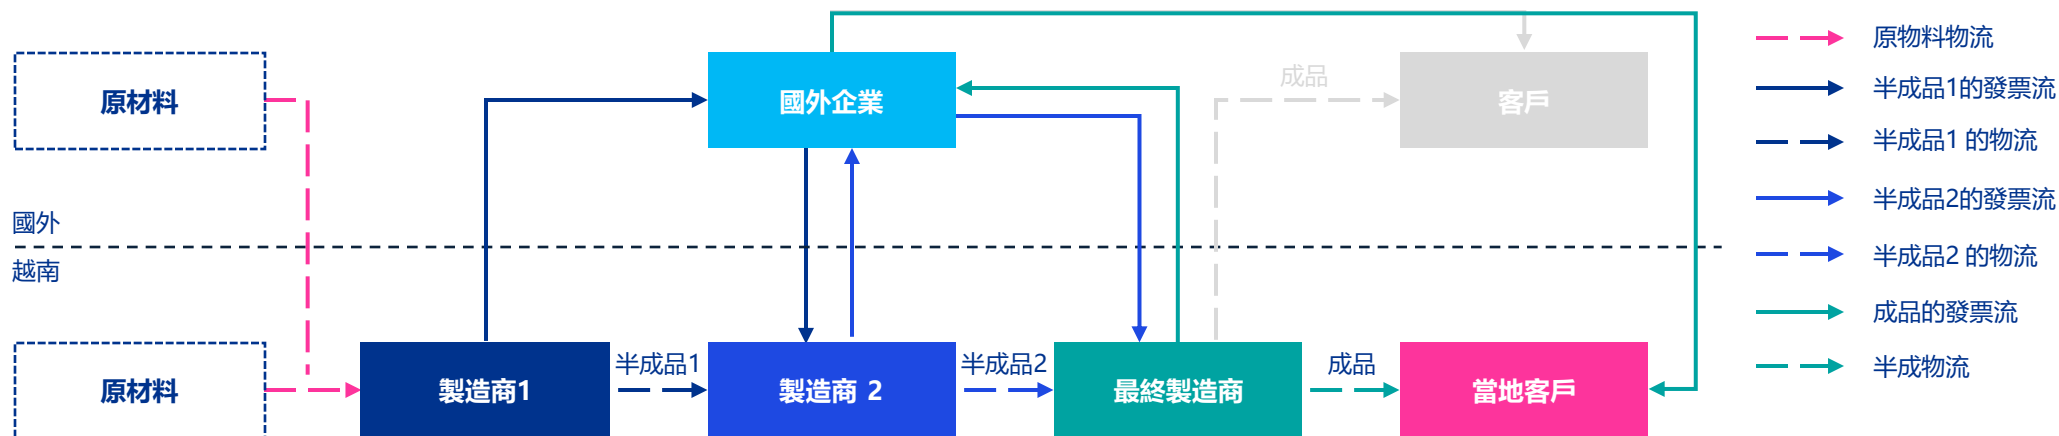 原材料
國外企業
成品
客戶
國外
越南
原材料
製造商1
半成品1
製造商 2
半成品2
最終製造商
成品
當地客戶
原物料物流
半成品1的發票流
半成品1 的物流
半成品2的發票流
半成品2 的物流
成品的發票流
半成物流